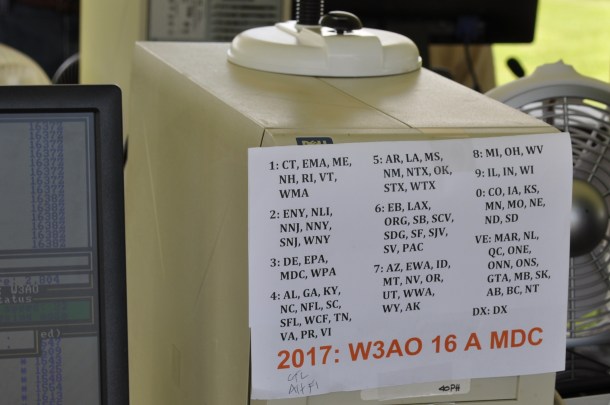 DELL
1: CT, EMA, ME,
NH, RI, VT,
WMA
2: ENY, NLI,
NNJ, NNY,
SNJ, WNY
3: DE, EPA,
MDC, WPA
4: AL, GA, KY,
NC, NFL, SC,
SFL, WCF, TN,
VA, PR, VI
5: AR, LA, MS,
NM, NTX, OK,
STX, WTX
6: EB, LAX,
ORG, SB, SCV,
SDG, SF, SJV,
SV, PAC
7: AZ, EWA, ID,
MT, NV, OR,
UT, WWA,
WY, AK
8: MI, OH, WV
9: IL, IN, WI
0: CO, IA, KS,
MN, MO, NE,
ND, SD
VE: MAR, NL,
QC, ONE,
ONN, ONS,
GTA, MB, SK,
AB, BC, NT
DX: DX
2017: W3AO 16 A MDC
PH